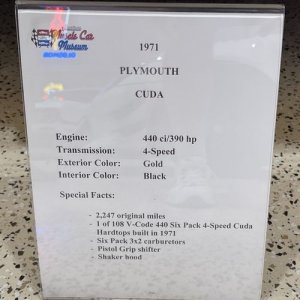 Muscle Car
Museum
1971
PLYMOUTH
CUDA
Engine: 440 ci/390 hp
Transmission: 4-Speed
Exterior Color: Gold
Interior Color: Black
Special Facts:
- 2,247 original miles
- 1 of 108 V-Code 440 Six Pack 4-Speed Cuda
Hardtops built in 1971
- Six Pack 3x2 carburetors
- Pistol Grip shifter
- Shaker hood